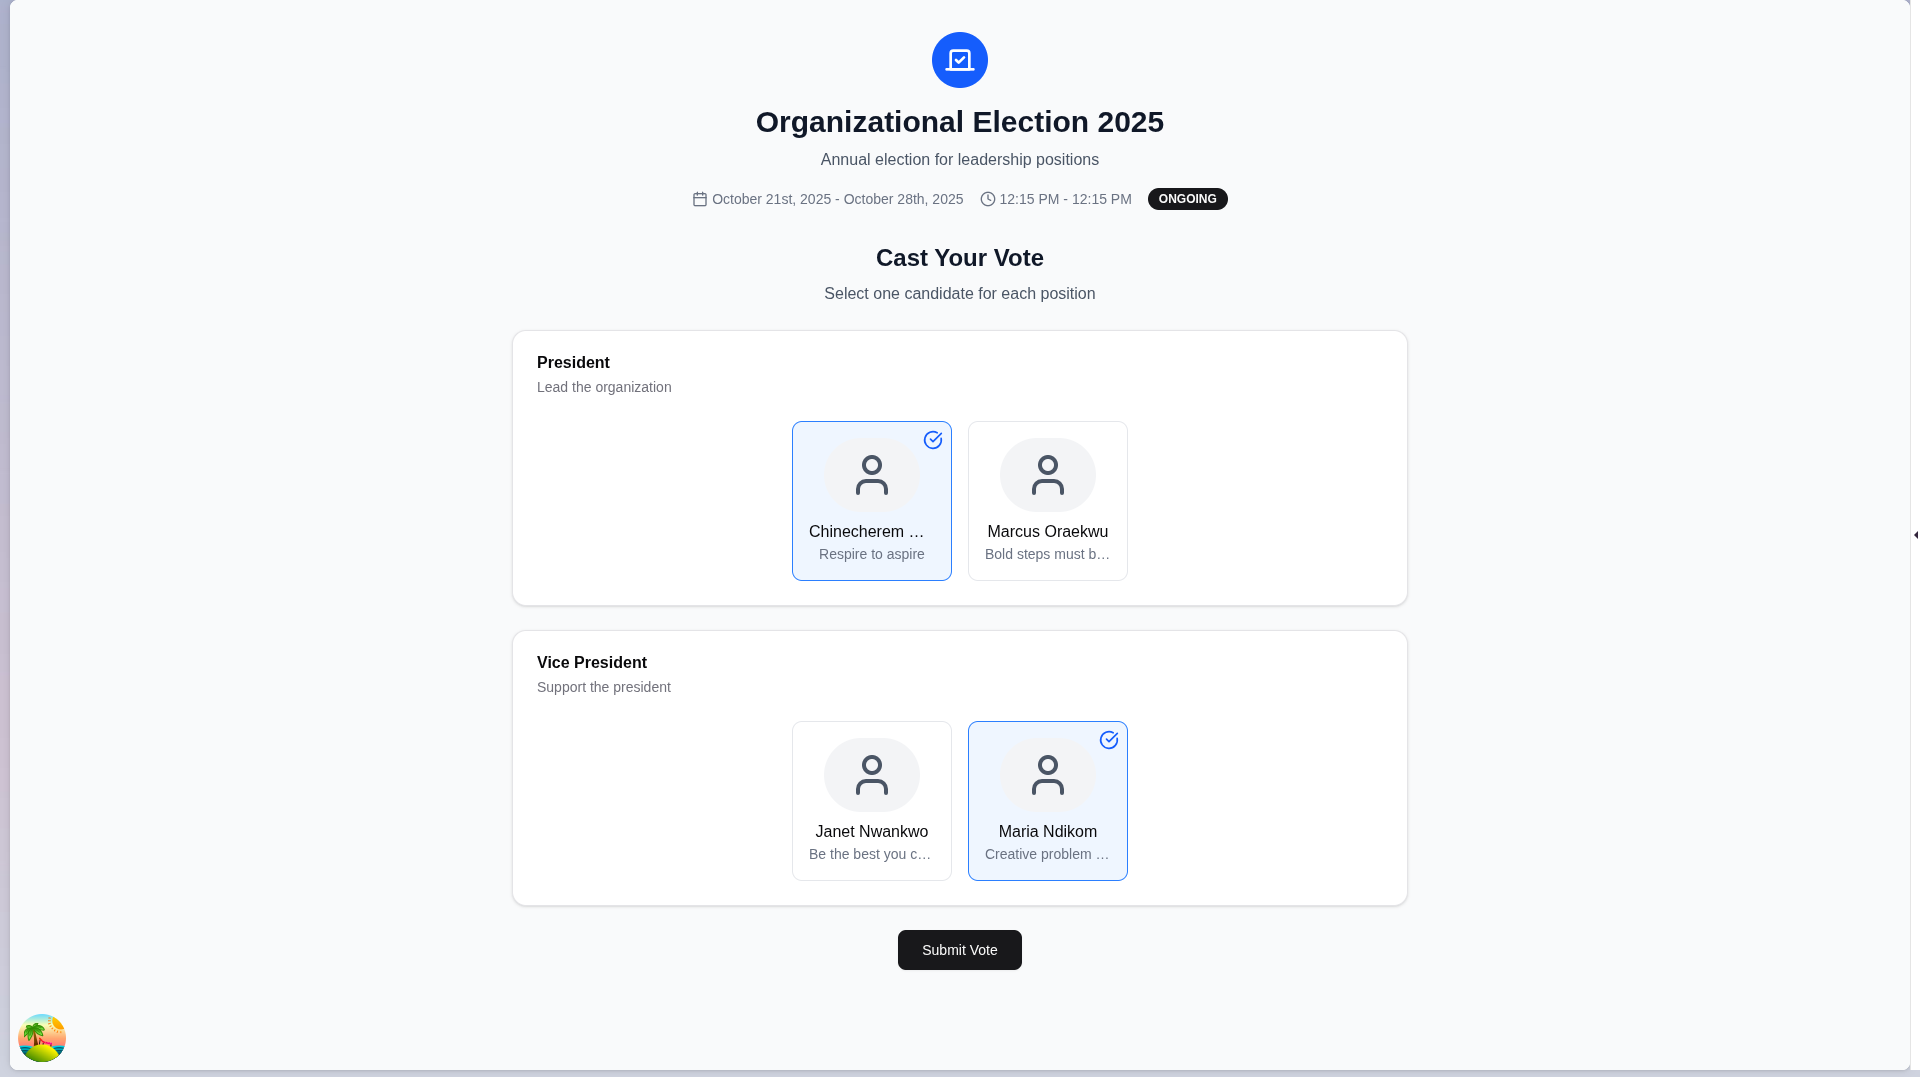 Organizational Election 2025
Annual election for leadership positions
October 21st, 2025 - October 28th, 2025 12:15 PM - 12:15 PM ONGOING
Cast Your Vote
Select one candidate for each position
President
Lead the organization
Chinecherem …
Respire to aspire
Marcus Oraekwu
Bold steps must b…
Vice President
Support the president
Janet Nwankwo
Be the best you c…
Maria Ndikom
Creative problem …
Submit Vote